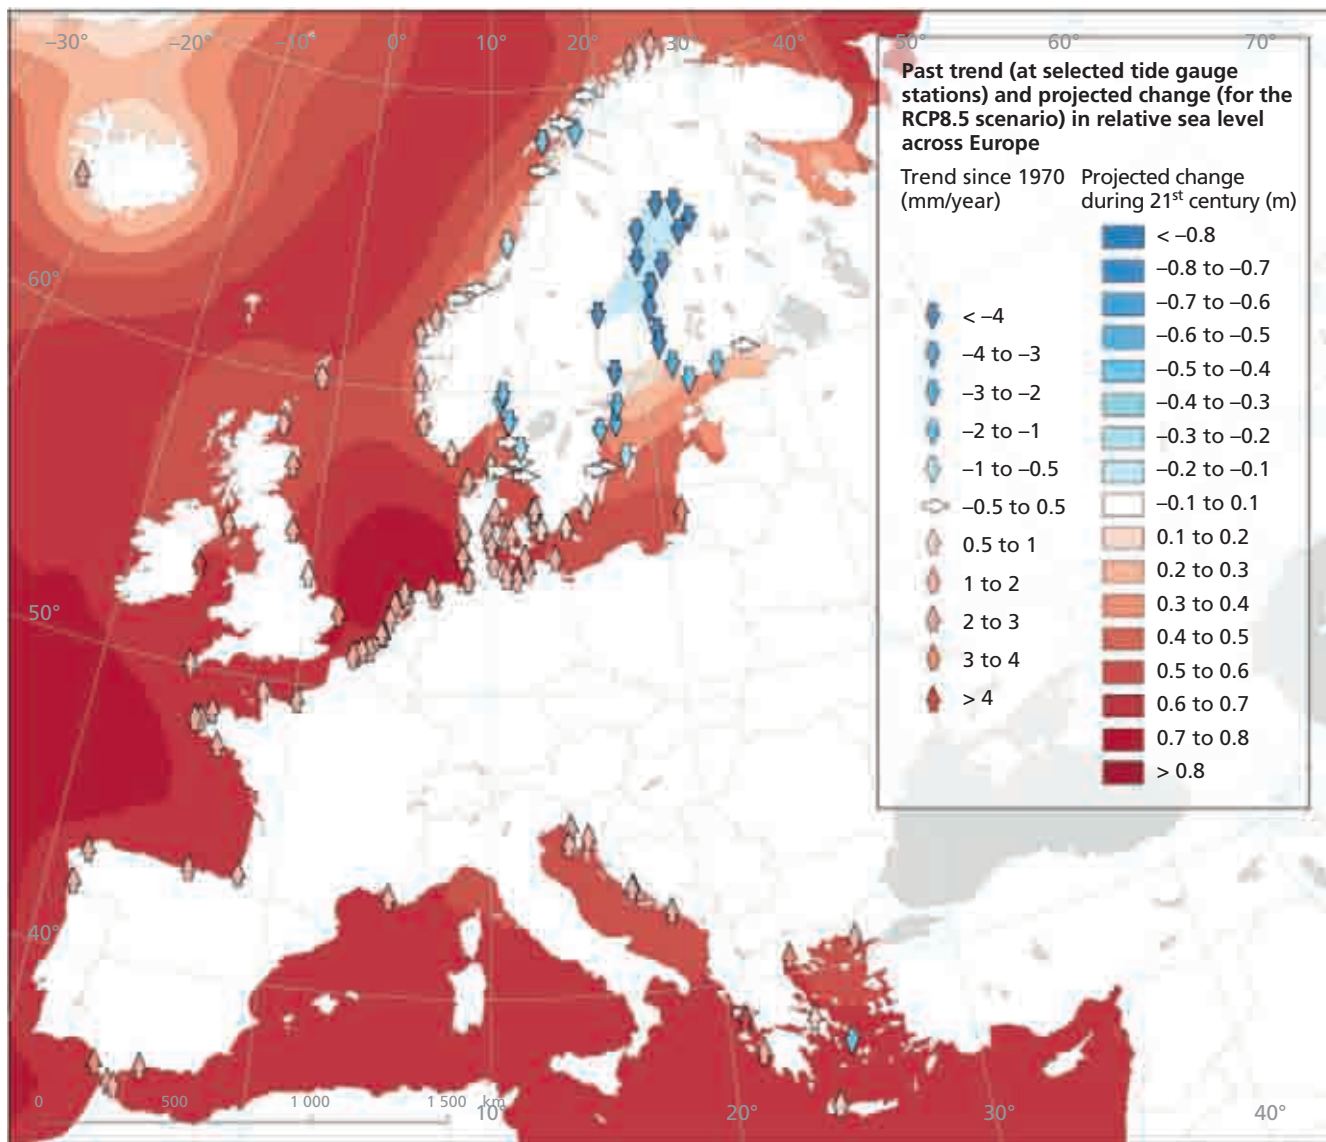 –30°
–20°
–10°
0°
10°
20°
30°
40°
50°
60°
70°
Past trend (at selected tide gauge
stations) and projected change (for the
RCP8.5 scenario) in relative sea level
across Europe
Trend since 1970
(mm/year)
< –4
–4 to –3
–3 to –2
–2 to –1
–1 to –0.5
–0.5 to 0.5
0.5 to 1
1 to 2
2 to 3
3 to 4
> 4
Projected change
during 21st century (m)
< –0.8
–0.8 to –0.7
–0.7 to –0.6
–0.6 to –0.5
–0.5 to –0.4
–0.4 to –0.3
–0.3 to –0.2
–0.2 to –0.1
–0.1 to 0.1
0.1 to 0.2
0.2 to 0.3
0.3 to 0.4
0.4 to 0.5
0.5 to 0.6
0.6 to 0.7
0.7 to 0.8
> 0.8
60°
50°
40°
0 500 1 000 1 500 km
10°
20°
30°
40°